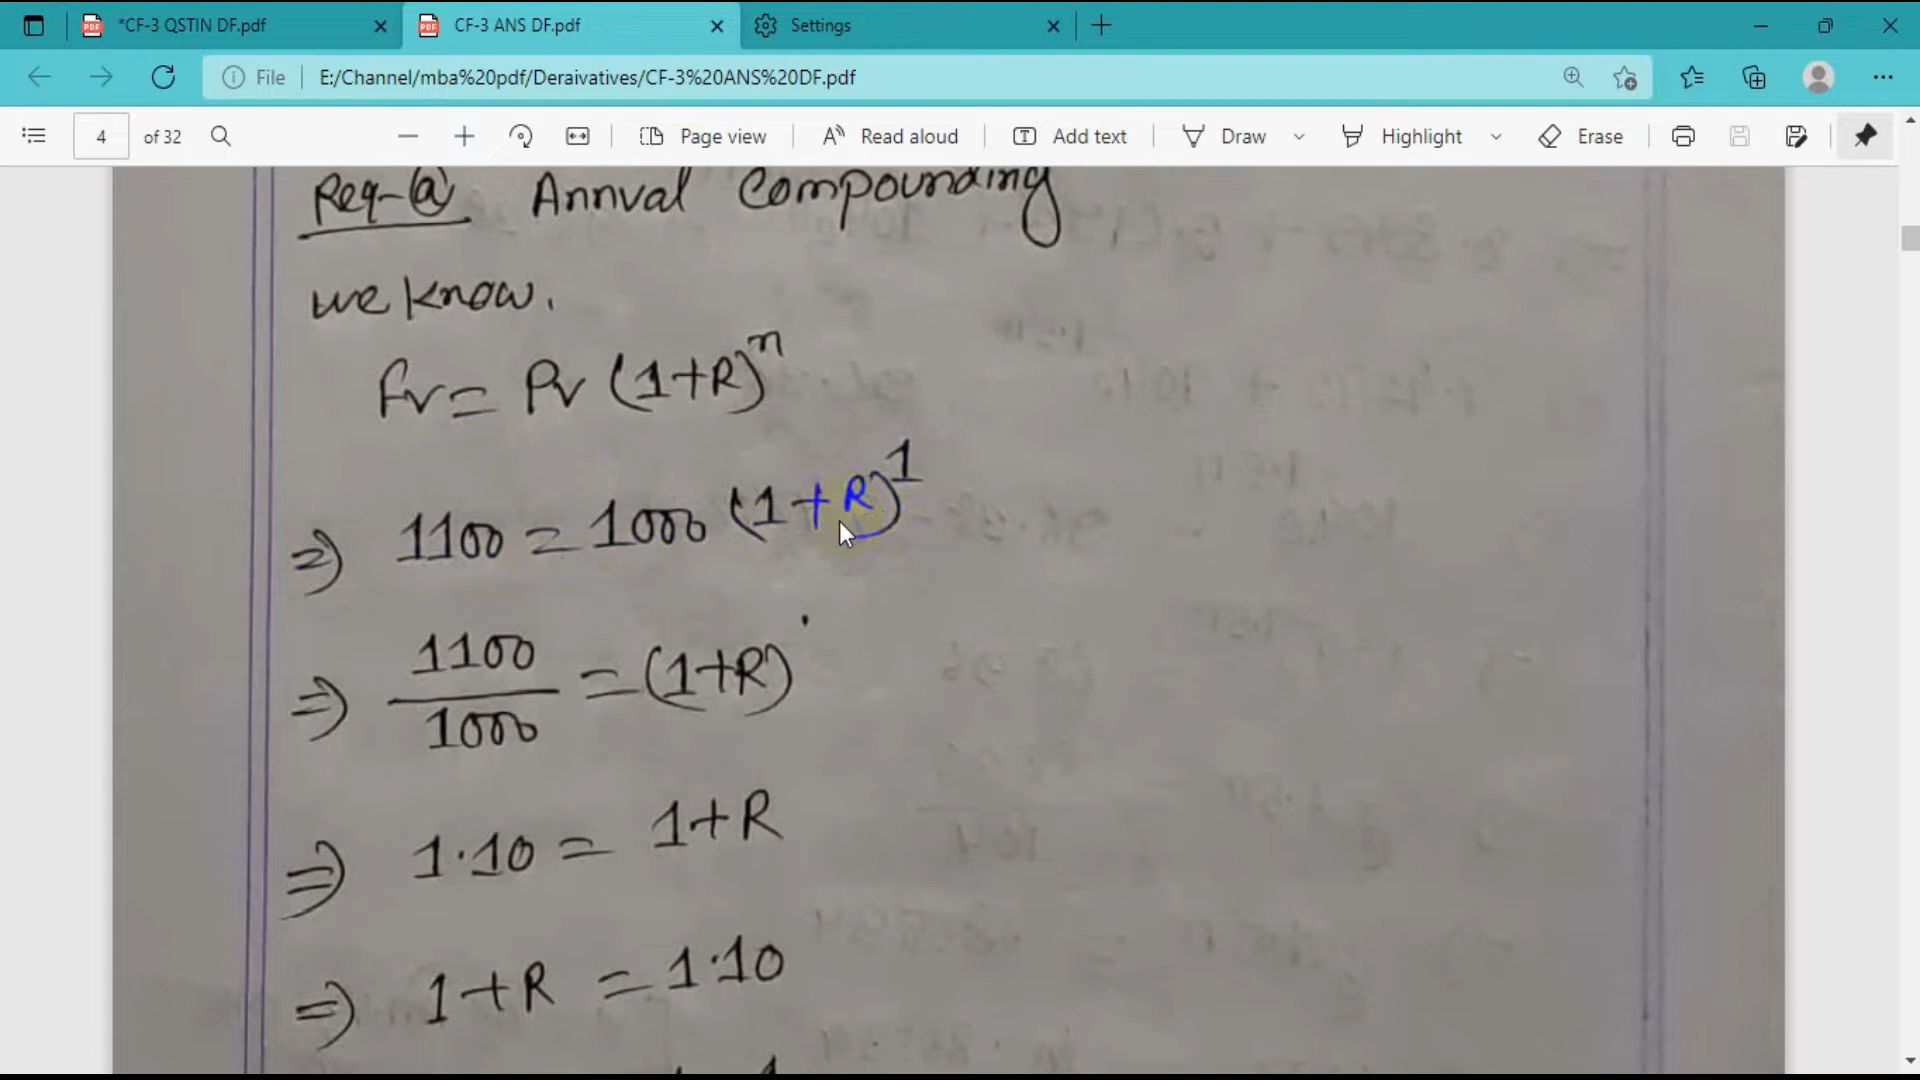 *CF-3 QSTIN DF.pdf
CF-3 ANS DF.pdf
Settings
File
E:/Channel/mba%20pdf/Deraivatives/CF-3%20ANS%20DF.pdf
4 of 32
Page view
Read aloud
Add text
Draw
Highlight
Erase
Req-(a) Annual Compounding
we know.
Fv = Pv (1+R)^n
=> 1100 = 1000 (1+R)^1
=> 1100/1000 = (1+R)
=> 1.10 = 1+R
=> 1+R = 1.10